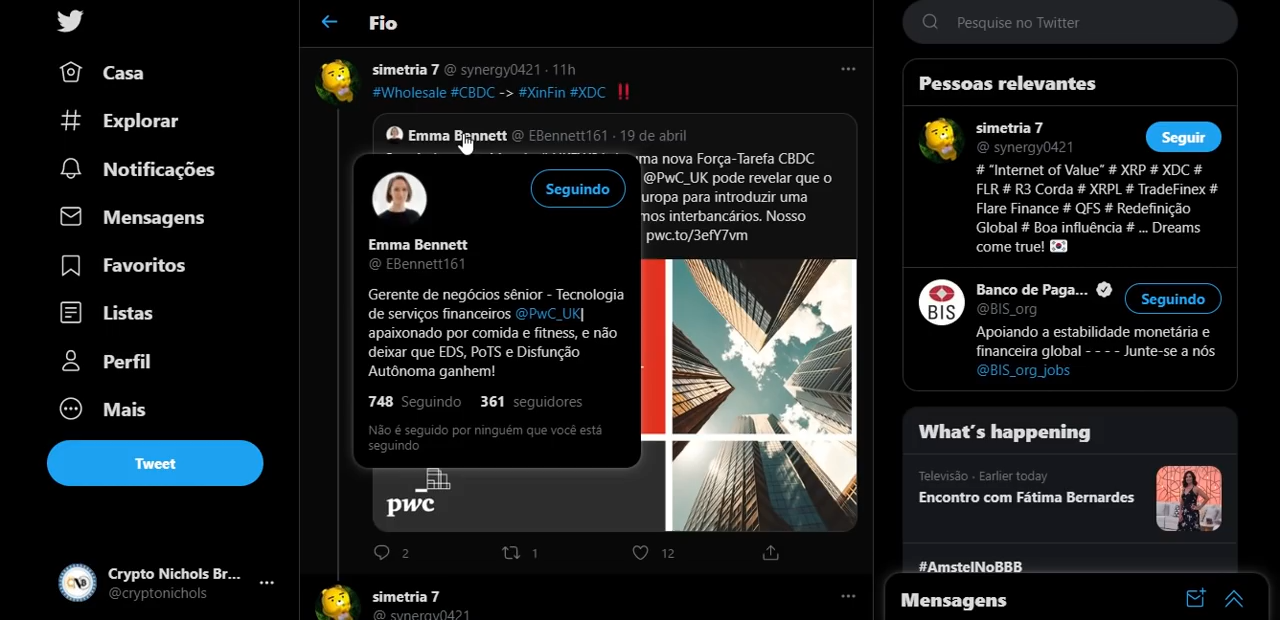 Casa
Explorar
Notificações
Mensagens
Favoritos
Listas
Perfil
Mais
Tweet
Crypto Nichols Br...
@cryptonichols
Fio
simetria 7 @ synergy0421 · 11h
#Wholesale #CBDC -> #XinFin #XDC ‼
Emma Bennett @ EBennett161 · 19 de abril
uma nova Força-Tarefa CBDC
@PwC_UK pode revelar que o
uropa para introduzir uma
mos interbancários. Nosso
pwc.to/3efY7vm
Seguindo
Emma Bennett
@ EBennett161
Gerente de negócios sênior - Tecnologia
de serviços financeiros @PwC_UK|
apaixonado por comida e fitness, e não
deixar que EDS, PoTS e Disfunção
Autônoma ganhem!
748 Seguindo 361 seguidores
Não é seguido por ninguém que você está
seguindo
pwc
2 1 12
simetria 7
@ synergy0421
Pesquise no Twitter
Pessoas relevantes
simetria 7
@ synergy0421
Seguir
# "Internet of Value" # XRP # XDC #
FLR # R3 Corda # XRPL # TradeFinex #
Flare Finance # QFS # Redefinição
Global # Boa influência # ... Dreams
come true! 🇰🇷
BIS
Banco de Paga...
@BIS_org
Seguindo
Apoiando a estabilidade monetária e
financeira global - - - - Junte-se a nós
@BIS_org_jobs
What's happening
Televisão · Earlier today
Encontro com Fátima Bernardes
#AmstelNoBBB
Mensagens